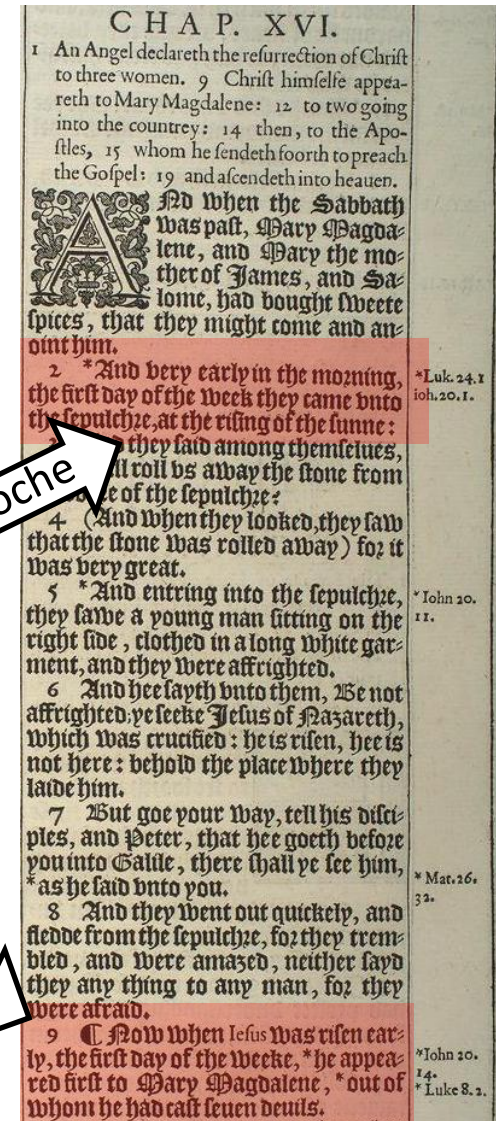 CHAP. XVI.
1 An Angel declareth the reſurrection of Chriſt
to three women. 9 Chriſt himſelfe appea-
reth to Mary Magdalene: 12 to two going
into the countrey: 14 then, to the Apo-
ſtles, 15 whom he ſendeth foorth to preach
the Goſpel: 19 and aſcendeth into heauen.
ANd when the Sabbath
was paſt, Mary Magda-
lene, and Mary the mo-
ther of James, and Sa-
lome, had bought ſweete
ſpices, that they might come and an-
oint him.
2 *And very early in the morning,
*Luk. 24.1
the firſt day of the week they came vnto
ioh. 20.1.
the ſepulchre, at the riſing of the ſunne:
they ſaid among themſelues,
roll vs away the ſtone from
oche
of the ſepulchre?
4 (And when they looked, they ſaw
that the ſtone was rolled away) for it
was very great.
5 *And entring into the ſepulchre,
*Iohn 20.
they ſawe a young man ſitting on the
11.
right ſide, clothed in a long white gar-
ment, and they were affrighted.
6 And hee ſayth vnto them, Be not
affrighted; ye ſeeke Jeſus of Nazareth,
which was crucified: he is riſen, hee is
not here: behold the place where they
laide him.
7 But goe your way, tell his diſci-
ples, and Peter, that hee goeth before
you into Galile, there ſhall ye ſee him,
*as he ſaid vnto you.
*Mat. 26.
32.
8 And they went out quickely, and
fledde from the ſepulchre, for they trem-
bled, and were amazed, neither ſayd
they any thing to any man, for they
were afraid.
9 ¶ Now when Ieſus was riſen ear-
ly, the firſt day of the weeke, *he appea-
*Iohn 20.
14.
red firſt to Mary Magdalene, *out of
*Luke 8.2.
whom he had caſt ſeuen deuils.